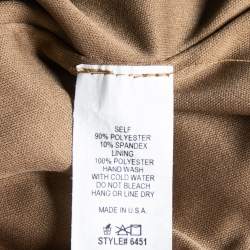 SELF
90% POLYESTER
10% SPANDEX
LINING
100% POLYESTER
HAND WASH
WITH COLD WATER
DO NOT BLEACH
HANG OR LINE DRY
MADE IN U.S.A.
STYLE# 6451